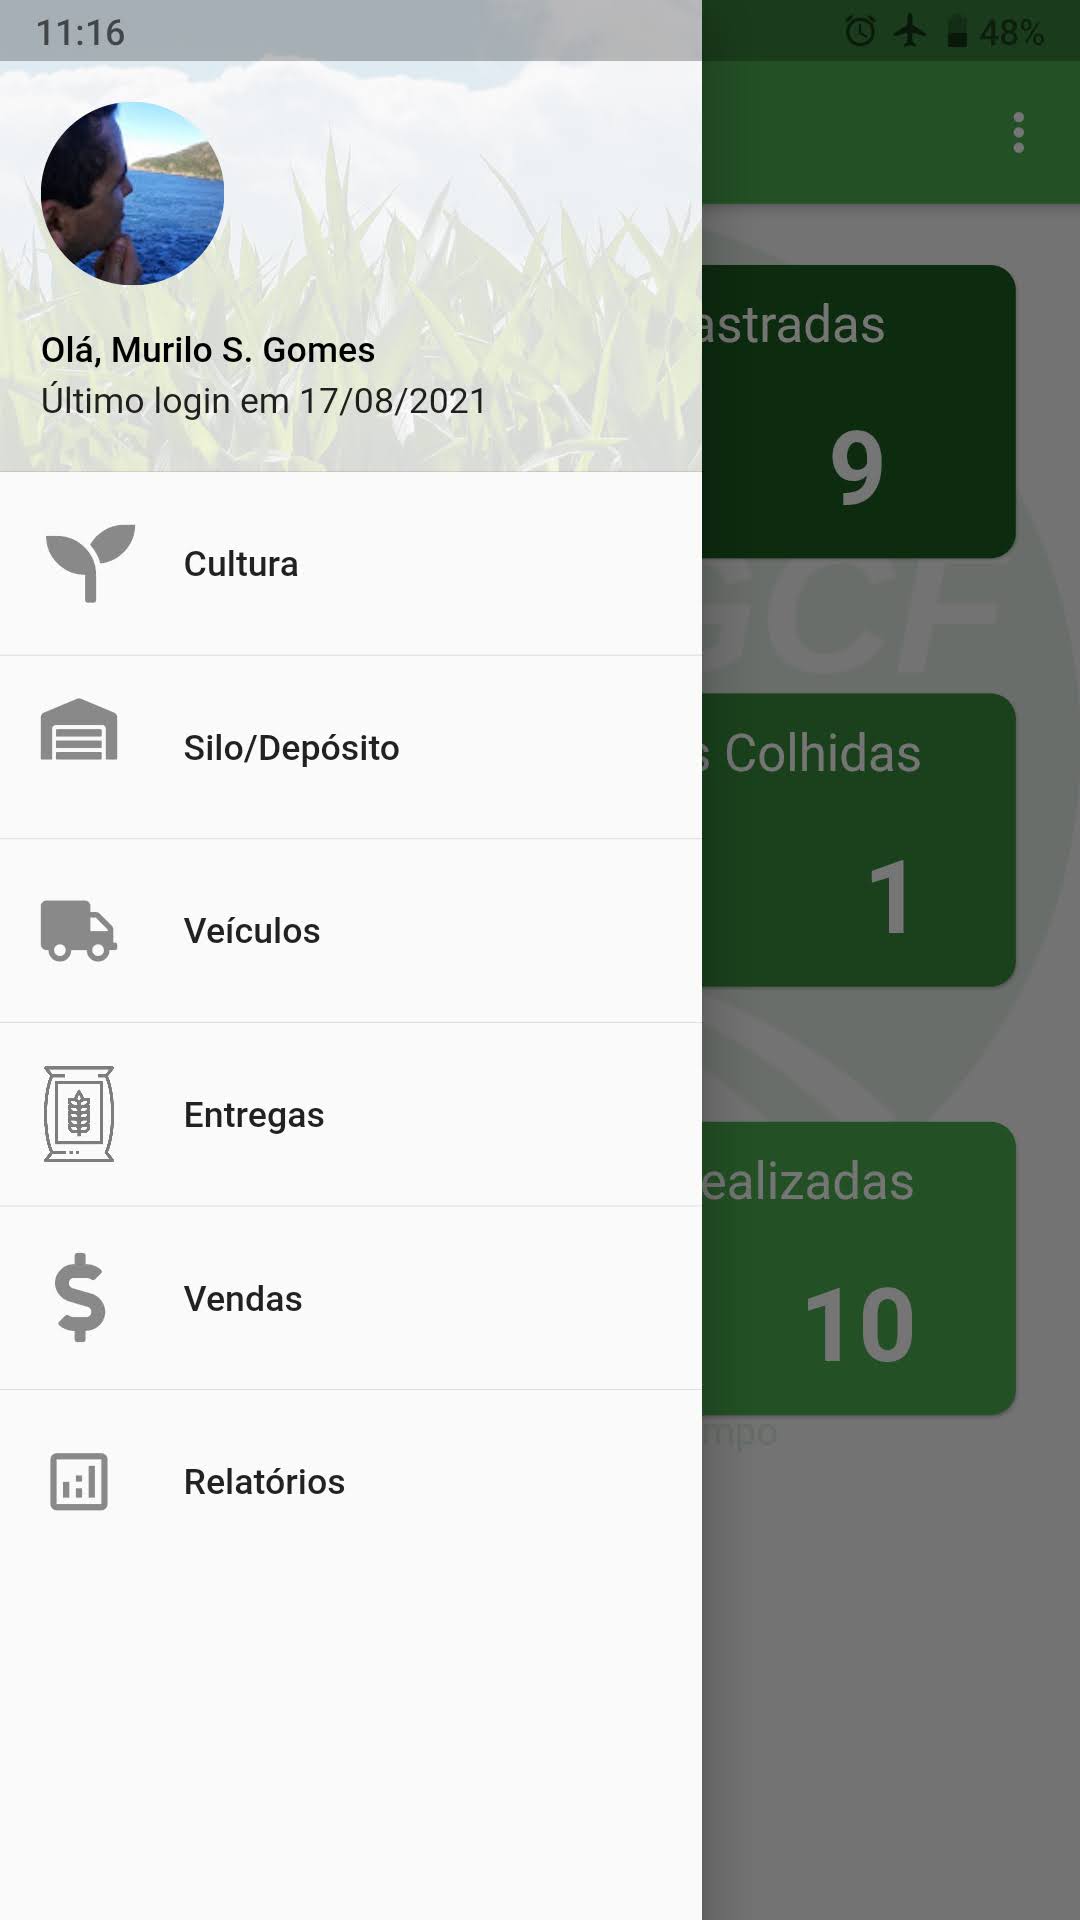 11:16
48%
Olá, Murilo S. Gomes
Último login em 17/08/2021
Cultura
Silo/Depósito
Veículos
Entregas
Vendas
Relatórios
astradas
9
GCF
s Colhidas
1
ealizadas
10
mpo